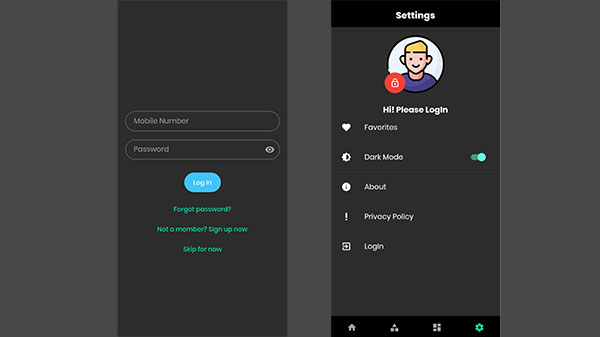 Mobile Number
Password
Log In
Forgot password?
Not a member? Sign up now
Skip for now
Settings
Hi! Please LogIn
Favorites
Dark Mode
About
Privacy Policy
LogIn